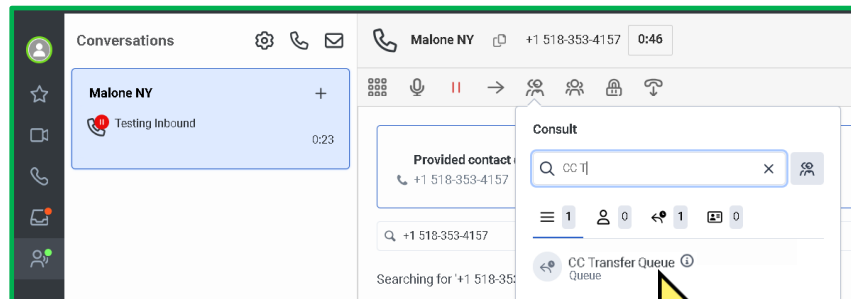 Conversations
Malone NY
+1 518-353-4157
0:46
Malone NY
Testing Inbound
0:23
Provided contact
+1 518-353-4157
+1 518-353-4157
Searching for '+1 518-35
Consult
CC T
1
0
1
0
CC Transfer Queue
Queue